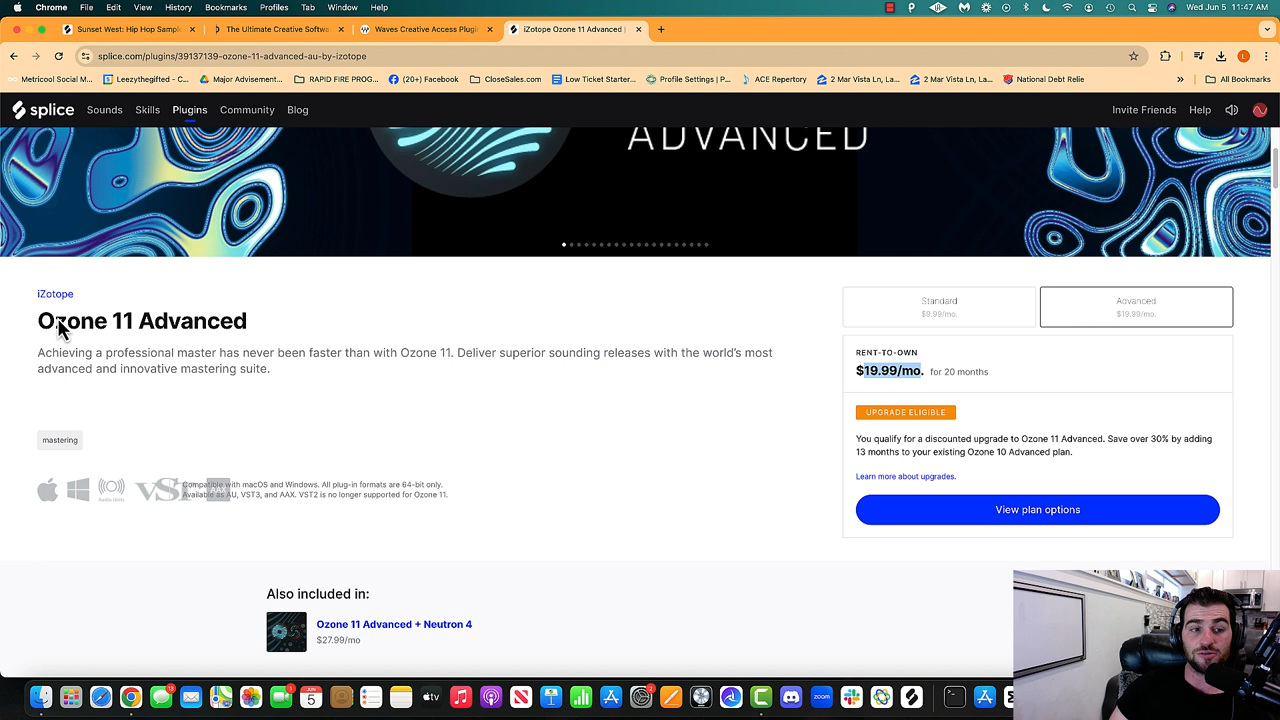 Chrome File Edit View History Bookmarks Profiles Tab Window Help Wed Jun 5 11:47 AM
Sunset West: Hip Hop Sampl The Ultimate Creative Softwa Waves Creative Access Plug iZotope Ozone 11 Advanced |
splice.com/plugins/39137139-ozone-11-advanced-au-by-izotope
Metricool Social M... Leezythegifted - C... Major Advisement... RAPID FIRE PROG... (20+) Facebook CloseSales.com Low Ticket Starter... Profile Settings | P... ACE Repertory 2 Mar Vista Ln, La... 2 Mar Vista Ln, La... National Debt Relie All Bookmarks
splice Sounds Skills Plugins Community Blog Invite Friends Help
ADVANCED
iZotope
Ozone 11 Advanced
Achieving a professional master has never been faster than with Ozone 11. Deliver superior sounding releases with the world's most
advanced and innovative mastering suite.
mastering
Audio Units
VST
Compatible with macOS and Windows. All plug-in formats are 64-bit only.
Available as AU, VST3, and AAX. VST2 is no longer supported for Ozone 11.
Standard
$9.99/mo.
Advanced
$19.99/mo.
RENT-TO-OWN
$19.99/mo. for 20 months
UPGRADE ELIGIBLE
You qualify for a discounted upgrade to Ozone 11 Advanced. Save over 30% by adding
13 months to your existing Ozone 10 Advanced plan.
Learn more about upgrades.
View plan options
Also included in:
Ozone 11 Advanced + Neutron 4
$27.99/mo
JUN
5
tv
zoom